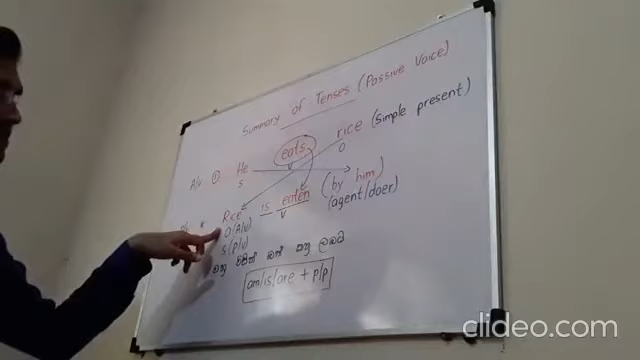 Summary of Tenses (Passive Voice)
A/v ① He eats rice (simple present)
S V O
* Rice is eaten (by him)
O(A/v) V (agent/doer)
S(P/v)
am/is/are + p/p
clideo.com